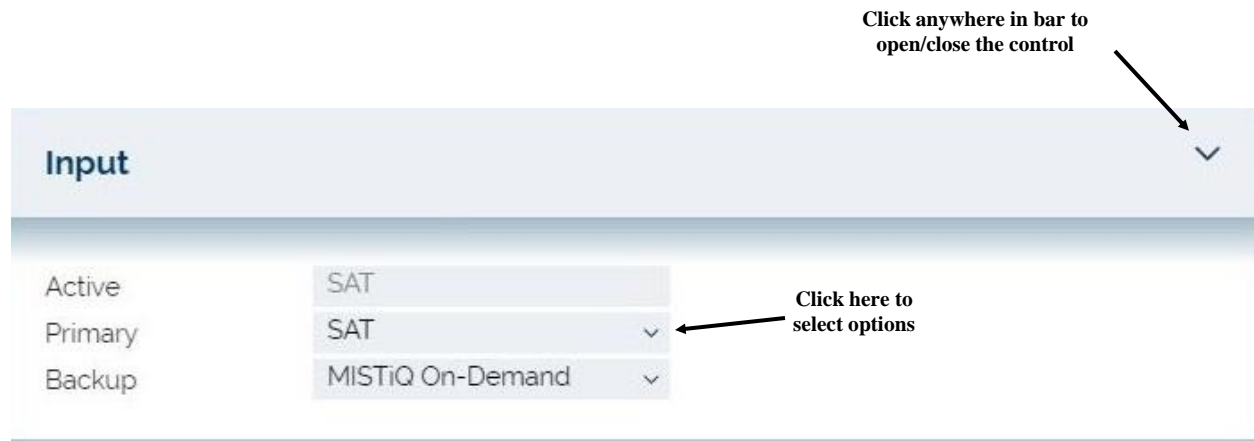 Click anywhere in bar to
open/close the control
Input
Active SAT
Primary SAT
Click here to
select options
Backup MISTiQ On-Demand